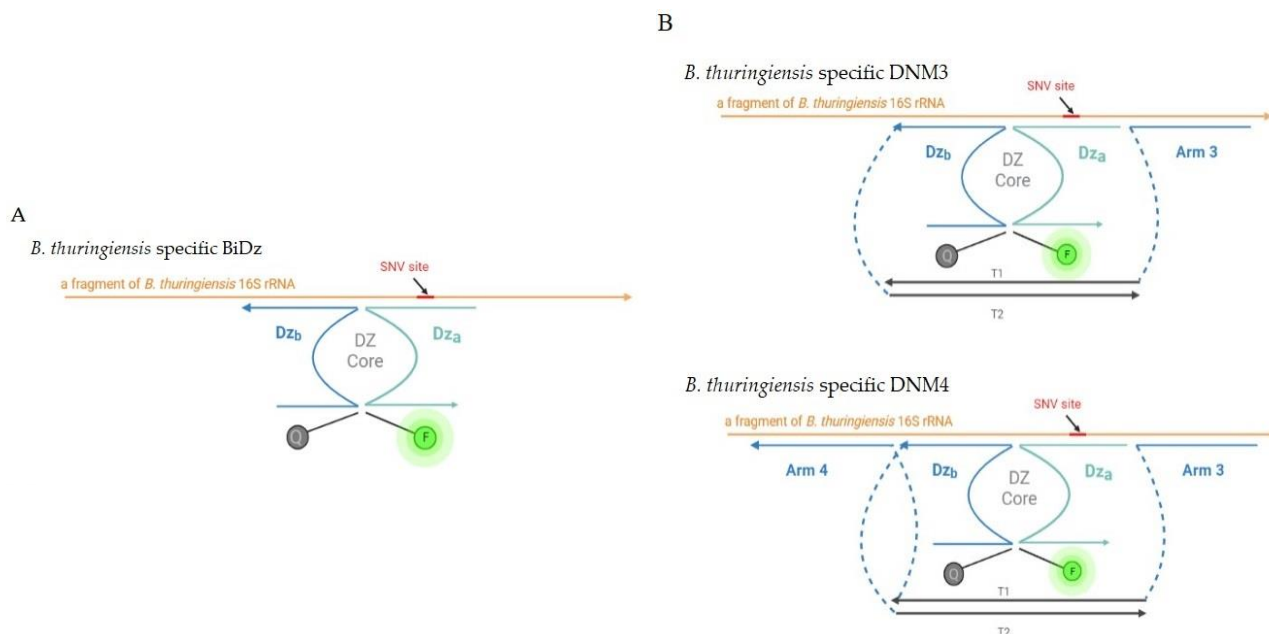 A
B. thuringiensis specific BiDz
SNV site
a fragment of B. thuringiensis 16S rRNA
Dzb
DZ
Core
Dza
Q
F
B
B. thuringiensis specific DNM3
SNV site
a fragment of B. thuringiensis 16S rRNA
Dzb
DZ
Core
Dza
Arm 3
Q
F
T1
T2
B. thuringiensis specific DNM4
SNV site
a fragment of B. thuringiensis 16S rRNA
Arm 4
Dzb
DZ
Core
Dza
Arm 3
Q
F
T1
T2